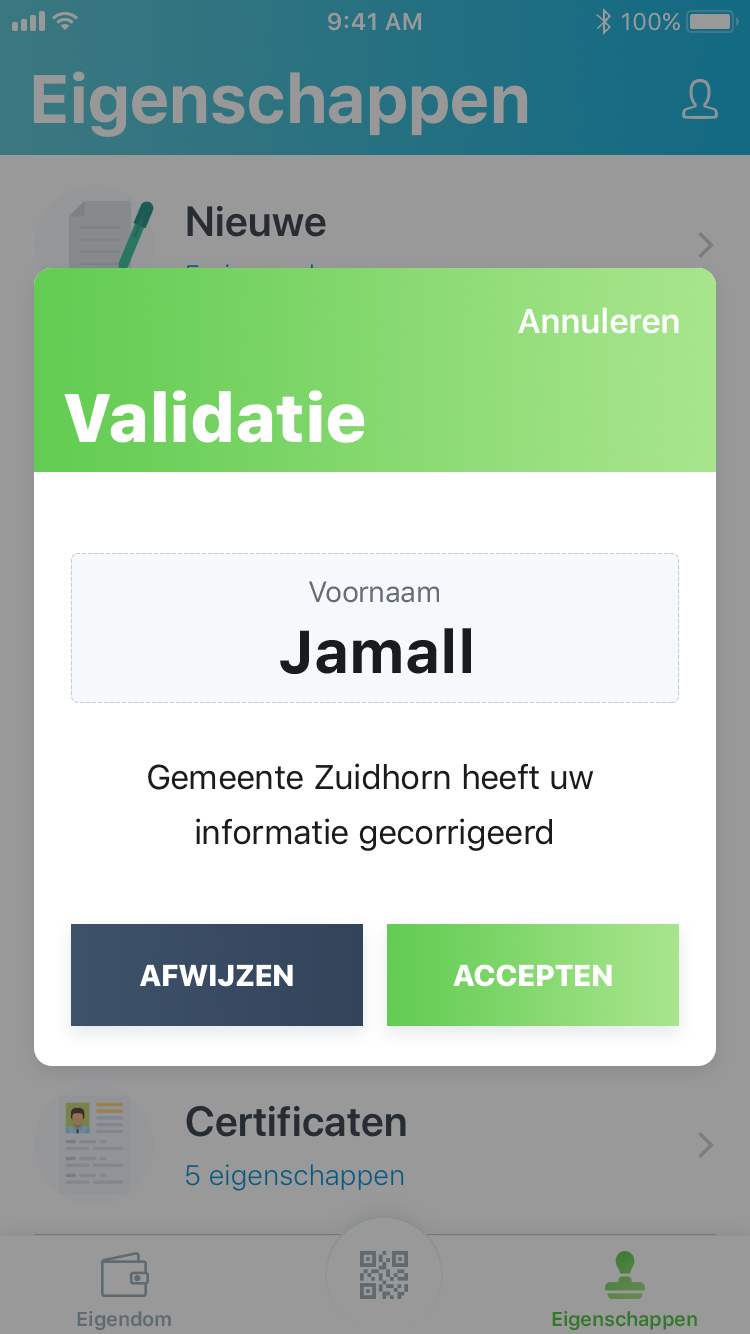 9:41 AM
100%
Eigenschappen
Nieuwe
Annuleren
Validatie
Voornaam
Jamall
Gemeente Zuidhorn heeft uw
informatie gecorrigeerd
AFWIJZEN
ACCEPTEN
Certificaten
5 eigenschappen
Eigendom
Eigenschappen